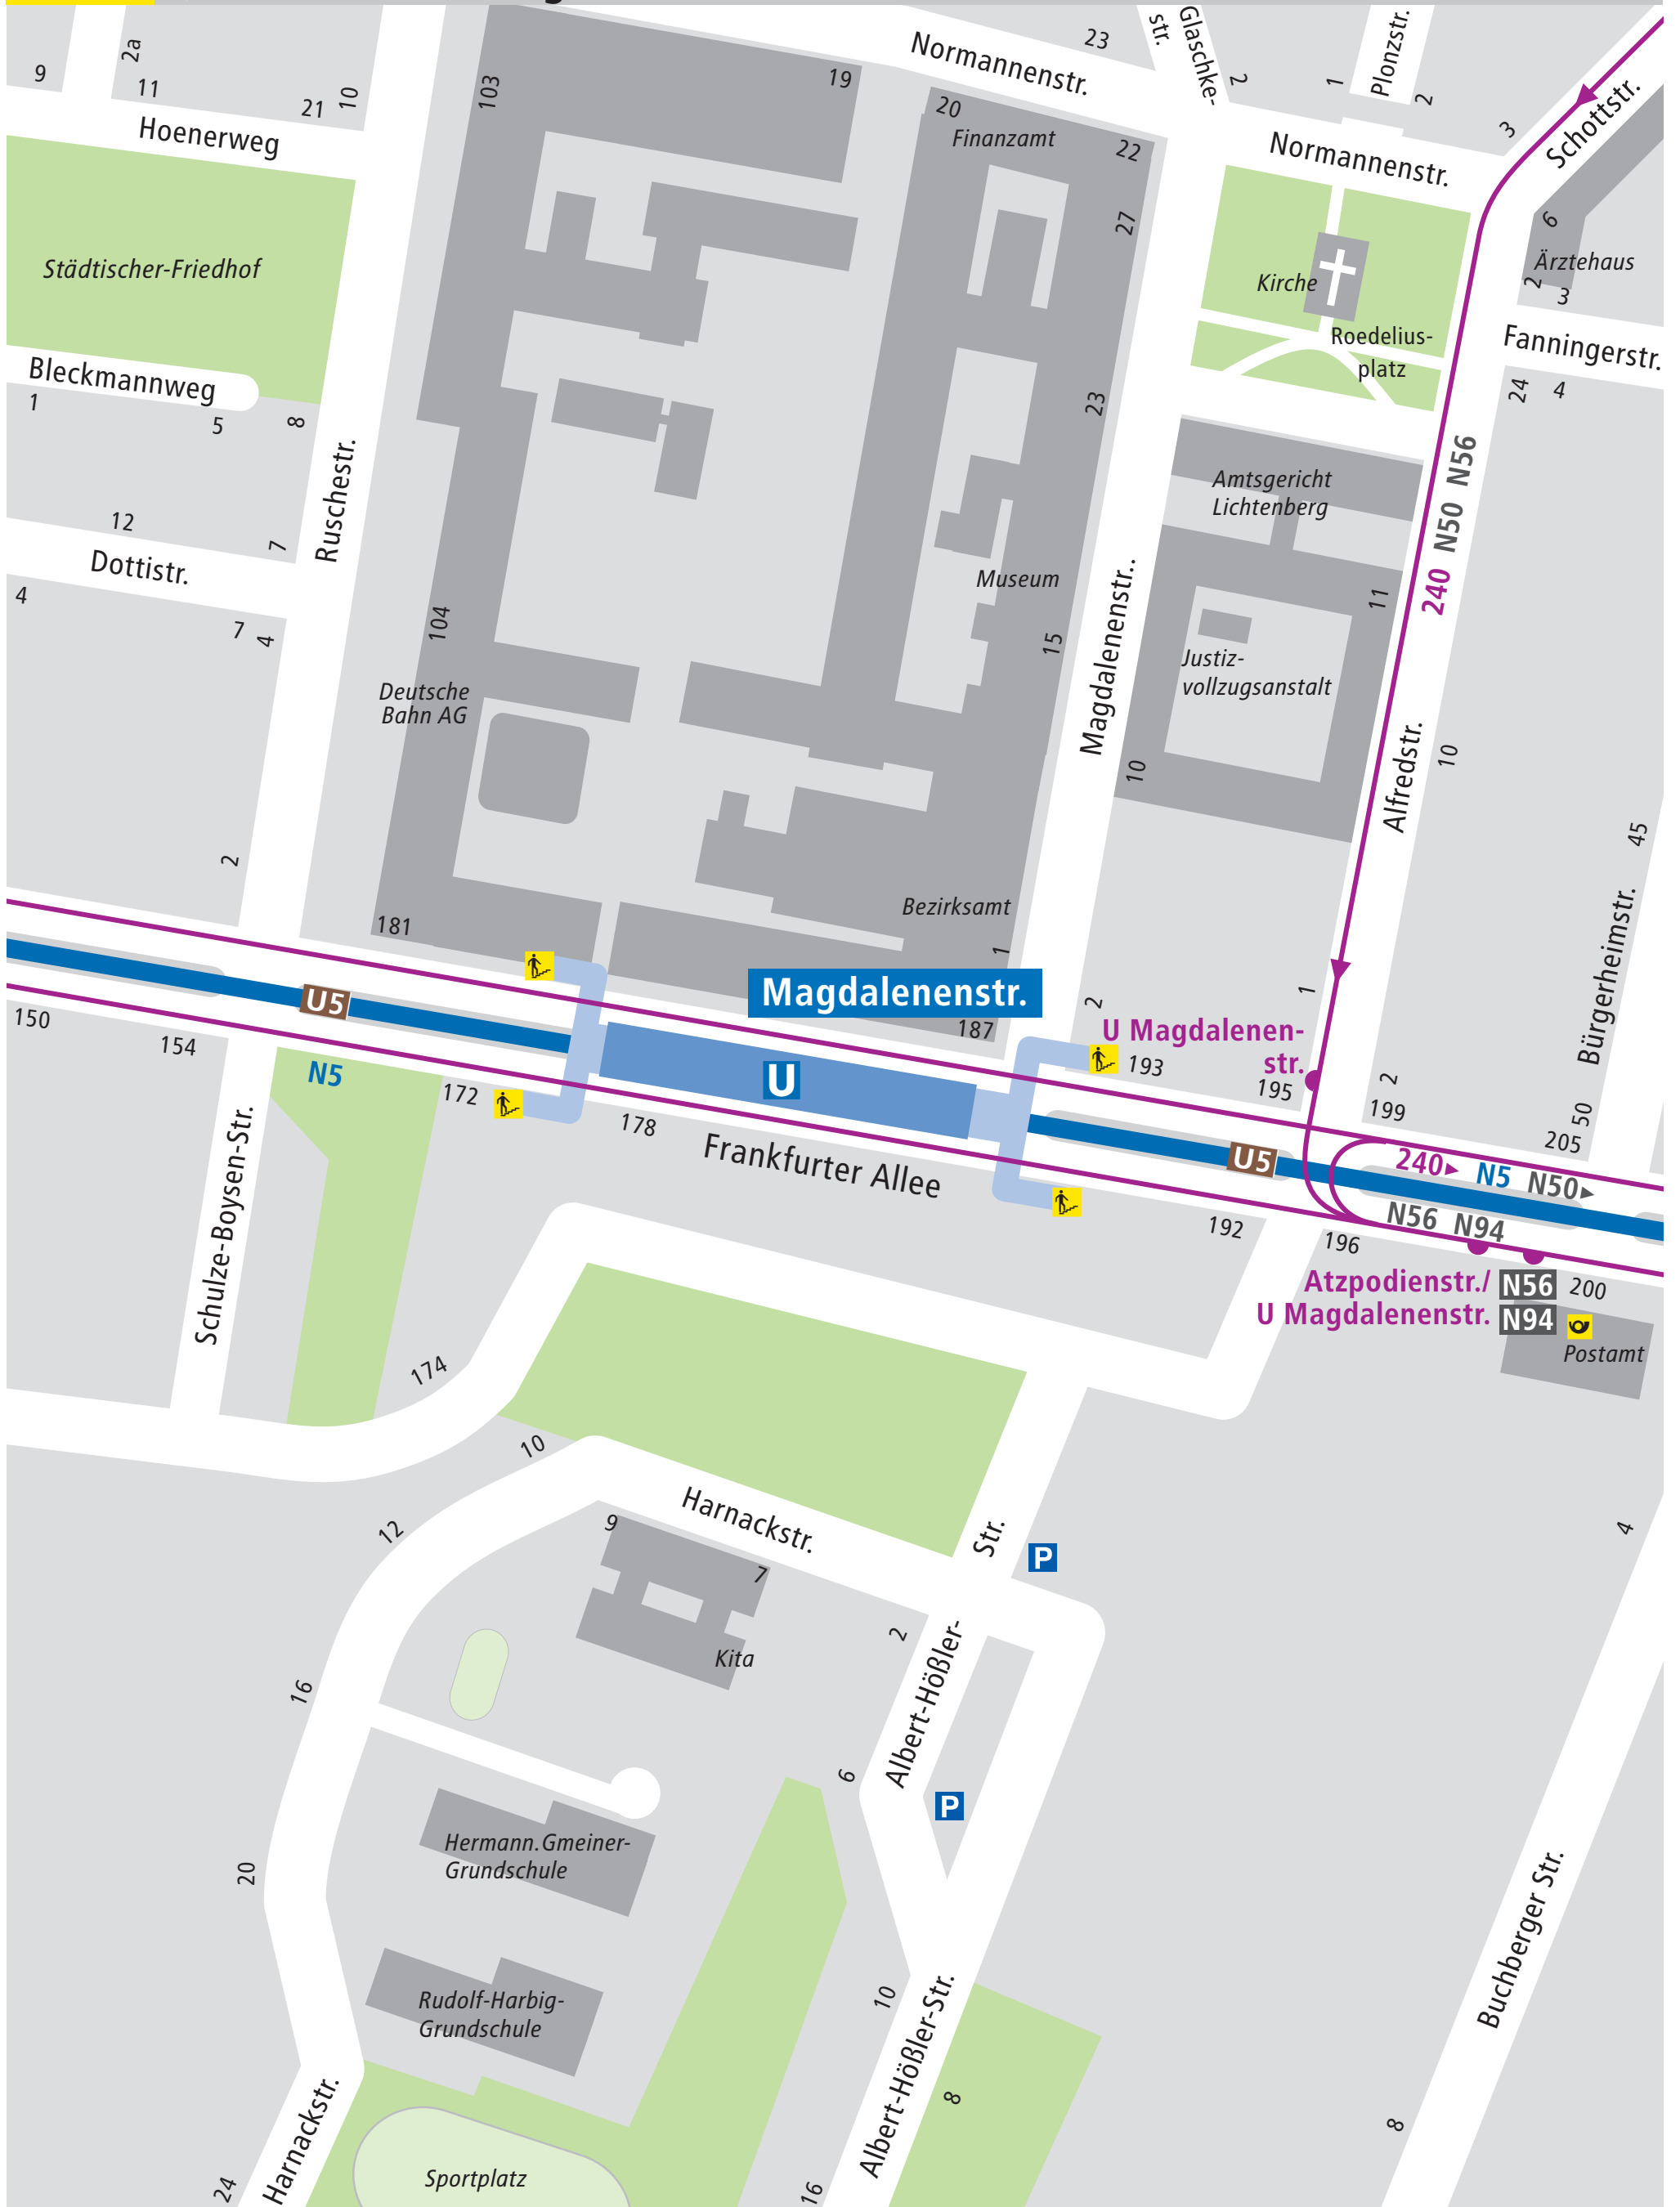 9
2a
11
21
10
Hoenerweg
103
19
Normannenstr.
23
Glaschke-
str.
2
1
Plonzstr.
2
3
Schottstr.
20
Finanzamt
22
27
Normannenstr.
6
Ärztehaus
2
3
Fanningerstr.
24
4
Städtischer-Friedhof
Kirche
Roedelius-
platz
Bleckmannweg
1
5
8
Ruschestr.
12
7
Dottistr.
4
7
4
2
23
Amtsgericht
Lichtenberg
240 N50 N56
Museum
15
Magdalenenstr..
11
Justiz-
vollzugsanstalt
10
Alfredstr.
10
104
Deutsche
Bahn AG
45
Bürgerheimstr.
181
Bezirksamt
1
Magdalenenstr.
187
2
1
U Magdalenen-
str.
193
195
2
199
50
205
U5
150
154
N5
172
U
178
Frankfurter Allee
U5
240
N5
N50
N56 N94
192
196
Atzpodienstr./
U Magdalenenstr.
N56
N94
200
Postamt
Schulze-Boysen-Str.
174
10
Harnackstr.
12
9
7
Kita
Str.
P
2
Albert-Hößler-
16
6
P
4
Hermann.Gmeiner-
Grundschule
20
Rudolf-Harbig-
Grundschule
10
Albert-Hößler-Str.
8
Buchberger Str.
8
Harnackstr.
24
Sportplatz
16